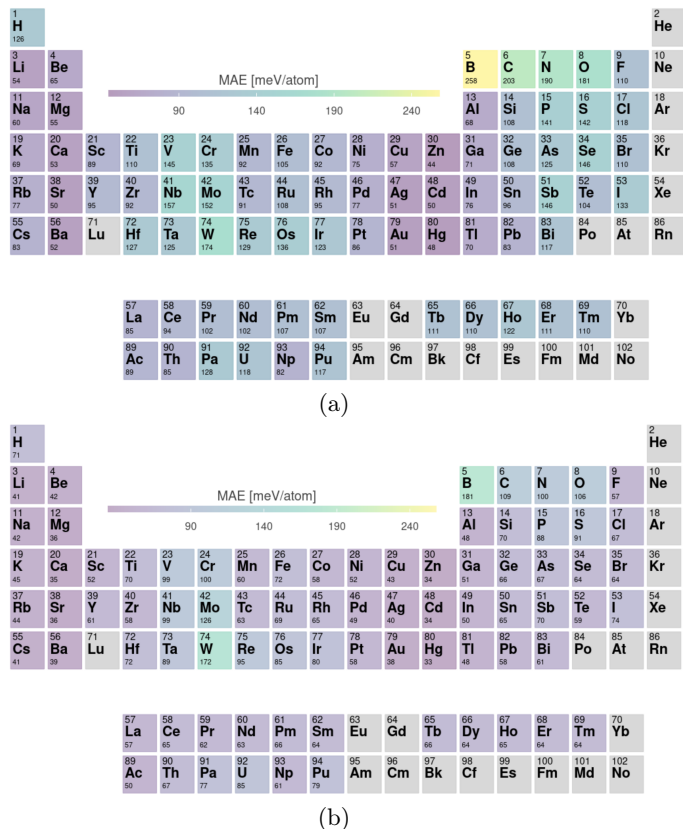 1 2
H He
126
3 4 5 6 7 8 9 10
Li Be B C N O F Ne
54 65 258 203 190 181 110
MAE [meV/atom]
90 140 190 240
11 12 13 14 15 16 17 18
Na Mg Al Si P S Cl Ar
60 55 68 108 141 142 118
19 20 21 22 23 24 25 26 27 28 29 30 31 32 33 34 35 36
K Ca Sc Ti V Cr Mn Fe Co Ni Cu Zn Ga Ge As Se Br Kr
69 53 89 110 145 135 92 105 92 75 57 44 71 108 125 146 110
37 38 39 40 41 42 43 44 45 46 47 48 49 50 51 52 53 54
Rb Sr Y Zr Nb Mo Tc Ru Rh Pd Ag Cd In Sn Sb Te I Xe
77 50 95 92 157 152 91 108 95 77 51 50 76 96 146 104 133
55 56 71 72 73 74 75 76 77 78 79 80 81 82 83 84 85 86
Cs Ba Lu Hf Ta W Re Os Ir Pt Au Hg Tl Pb Bi Po At Rn
83 52 127 125 174 129 136 123 86 51 48 70 83 117
57 58 59 60 61 62 63 64 65 66 67 68 69 70
La Ce Pr Nd Pm Sm Eu Gd Tb Dy Ho Er Tm Yb
85 94 102 102 107 107 111 110 122 111 110
89 90 91 92 93 94 95 96 97 98 99 100 101 102
Ac Th Pa U Np Pu Am Cm Bk Cf Es Fm Md No
89 85 128 118 82 117
(a)
1 2
H He
71
3 4 5 6 7 8 9 10
Li Be B C N O F Ne
41 42 181 109 100 106 57
MAE [meV/atom]
90 140 190 240
11 12 13 14 15 16 17 18
Na Mg Al Si P S Cl Ar
42 36 48 70 88 91 67
19 20 21 22 23 24 25 26 27 28 29 30 31 32 33 34 35 36
K Ca Sc Ti V Cr Mn Fe Co Ni Cu Zn Ga Ge As Se Br Kr
45 35 52 70 99 100 60 72 58 52 43 34 51 66 67 64 64
37 38 39 40 41 42 43 44 45 46 47 48 49 50 51 52 53 54
Rb Sr Y Zr Nb Mo Tc Ru Rh Pd Ag Cd In Sn Sb Te I Xe
44 36 61 58 99 126 63 69 65 49 40 34 50 65 70 59 74
55 56 71 72 73 74 75 76 77 78 79 80 81 82 83 84 85 86
Cs Ba Lu Hf Ta W Re Os Ir Pt Au Hg Tl Pb Bi Po At Rn
41 39 72 89 172 95 85 80 58 38 33 48 58 61
57 58 59 60 61 62 63 64 65 66 67 68 69 70
La Ce Pr Nd Pm Sm Eu Gd Tb Dy Ho Er Tm Yb
57 65 62 63 66 64 66 64 65 64 64
89 90 91 92 93 94 95 96 97 98 99 100 101 102
Ac Th Pa U Np Pu Am Cm Bk Cf Es Fm Md No
50 67 77 85 61 79
(b)